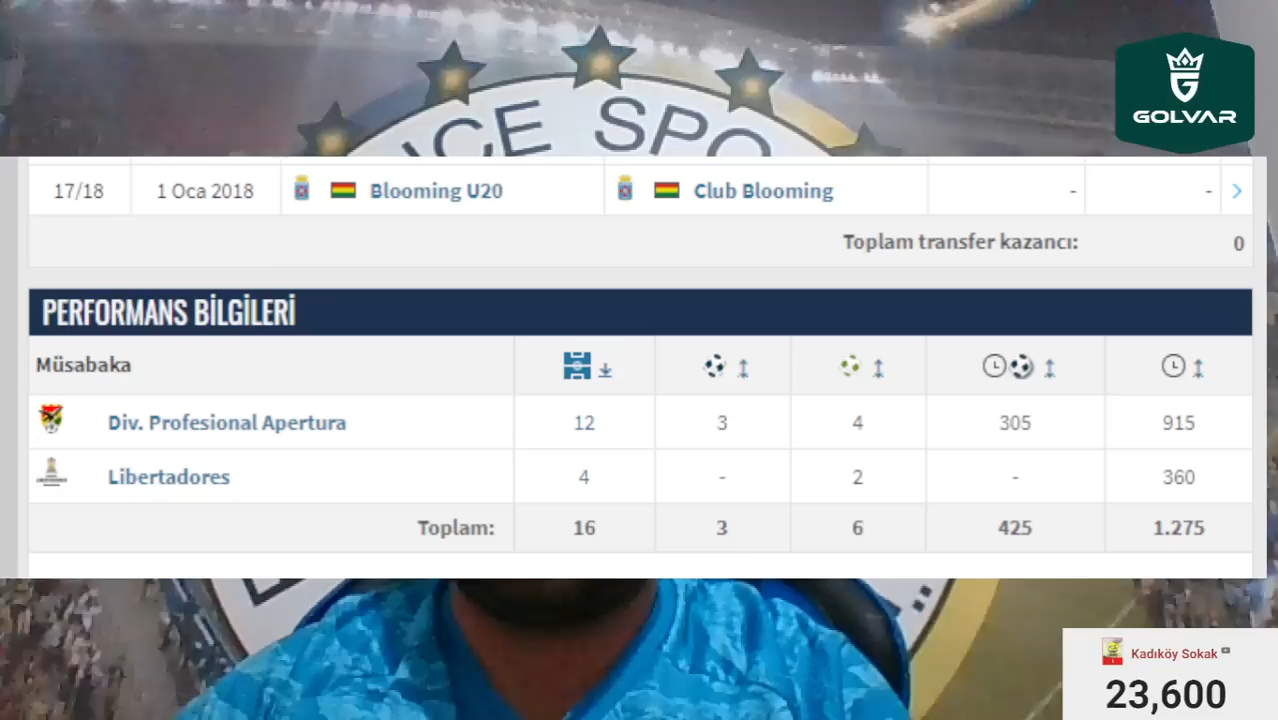 CE SPO
GOLVAR
17/18 1 Oca 2018 Blooming U20 Club Blooming - -
Toplam transfer kazancı: 0
PERFORMANS BİLGİLERİ
Müsabaka
Div. Profesional Apertura 12 3 4 305 915
Libertadores 4 - 2 - 360
Toplam: 16 3 6 425 1.275
Kadıköy Sokak
23,600